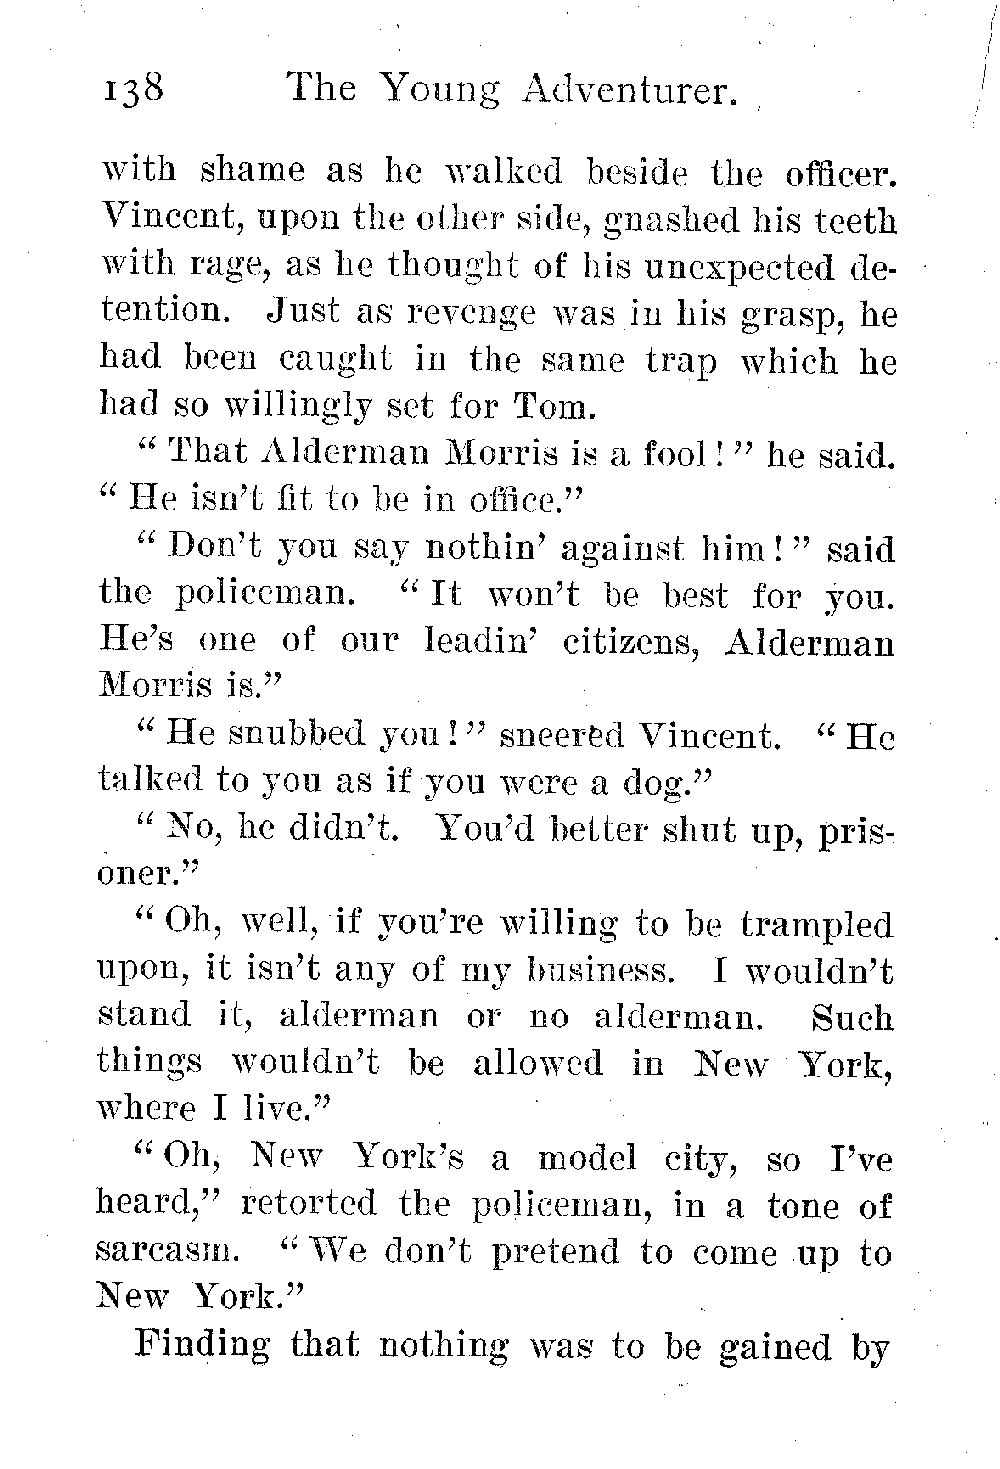 138 The Young Adventurer.
with shame as he walked beside the officer.
Vincent, upon the other side, gnashed his teeth
with rage, as he thought of his unexpected de-
tention. Just as revenge was in his grasp, he
had been caught in the same trap which he
had so willingly set for Tom.
“ That Alderman Morris is a fool! ” he said.
“ He isn’t fit to be in office.”
“ Don’t you say nothin’ against him! ” said
the policeman. “ It won’t be best for you.
He’s one of our leadin’ citizens, Alderman
Morris is.”
“ He snubbed you! ” sneered Vincent. “ He
talked to you as if you were a dog.”
“ No, he didn’t. You’d better shut up, pris-
oner.”
“ Oh, well, if you’re willing to be trampled
upon, it isn’t any of my business. I wouldn’t
stand it, alderman or no alderman. Such
things wouldn’t be allowed in New York,
where I live.”
“ Oh, New York’s a model city, so I’ve
heard,” retorted the policeman, in a tone of
sarcasm. “ We don’t pretend to come up to
New York.”
Finding that nothing was to be gained by